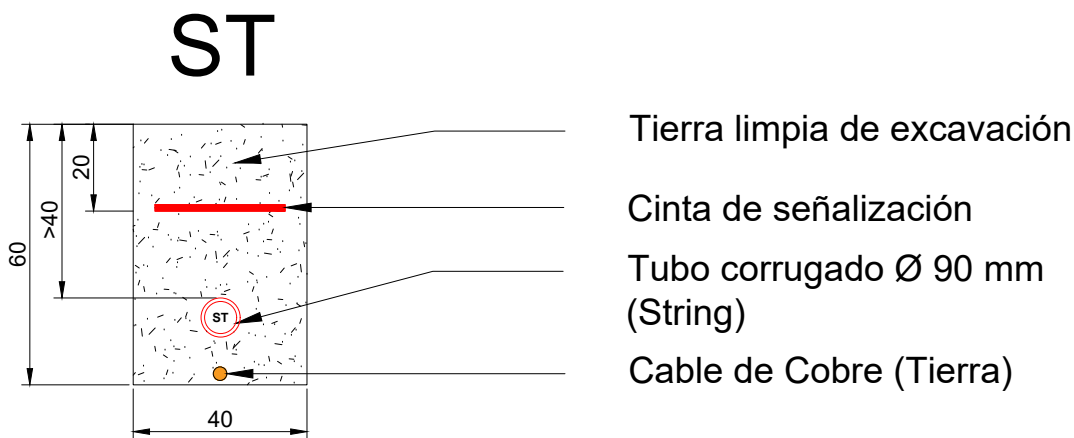 ST
Tierra limpia de excavación
20
Cinta de señalización
>40
60
Tubo corrugado Ø 90 mm
(String)
ST
Cable de Cobre (Tierra)
40